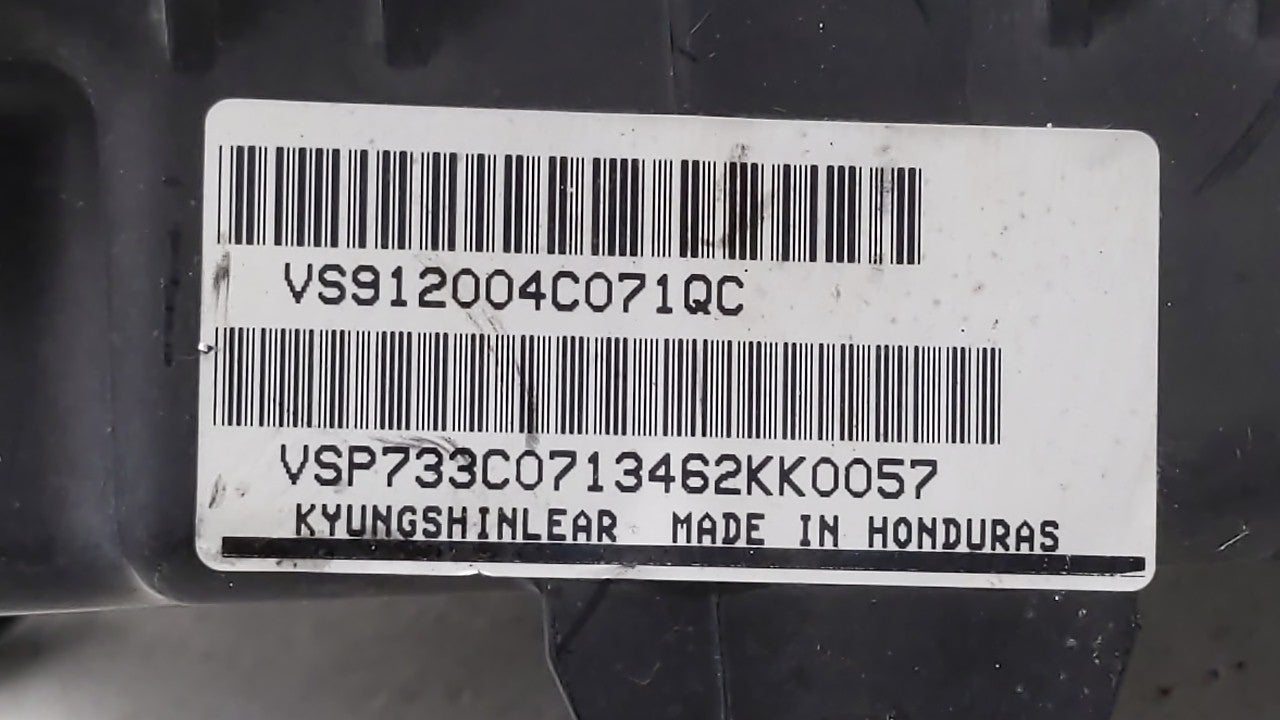 VS912004C071QC
VSP733C0713462KK0057
KYUNGSHINLEAR MADE IN HONDURAS